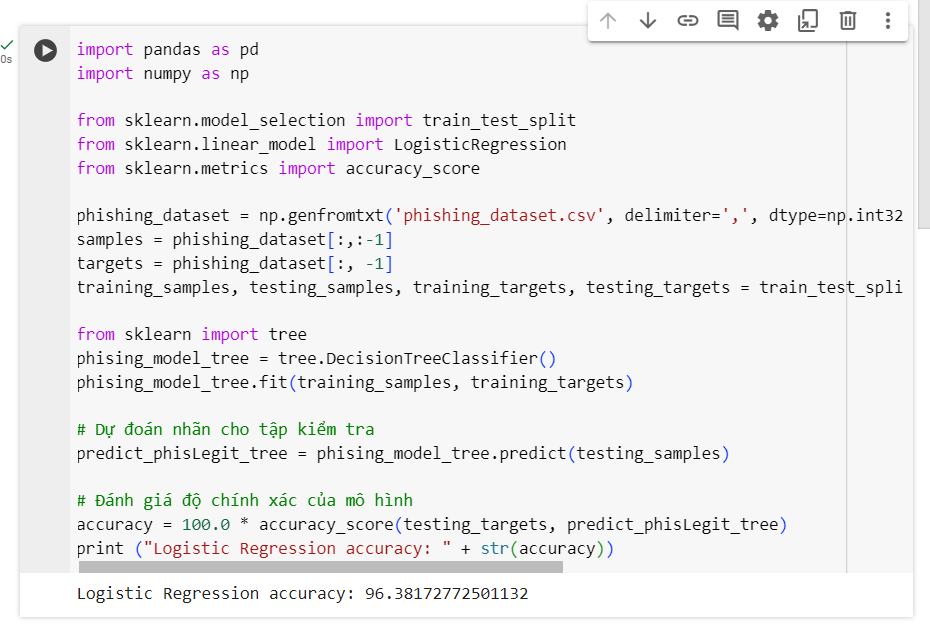 0s
import pandas as pd
import numpy as np
from sklearn.model_selection import train_test_split
from sklearn.linear_model import LogisticRegression
from sklearn.metrics import accuracy_score
phishing_dataset = np.genfromtxt('phishing_dataset.csv', delimiter=',', dtype=np.int32
samples = phishing_dataset[:,:-1]
targets = phishing_dataset[:, -1]
training_samples, testing_samples, training_targets, testing_targets = train_test_spli
from sklearn import tree
phising_model_tree = tree.DecisionTreeClassifier()
phising_model_tree.fit(training_samples, training_targets)
# Dự đoán nhãn cho tập kiểm tra
predict_phisLegit_tree = phising_model_tree.predict(testing_samples)
# Đánh giá độ chính xác của mô hình
accuracy = 100.0 * accuracy_score(testing_targets, predict_phisLegit_tree)
print ("Logistic Regression accuracy: " + str(accuracy))
Logistic Regression accuracy: 96.38172772501132